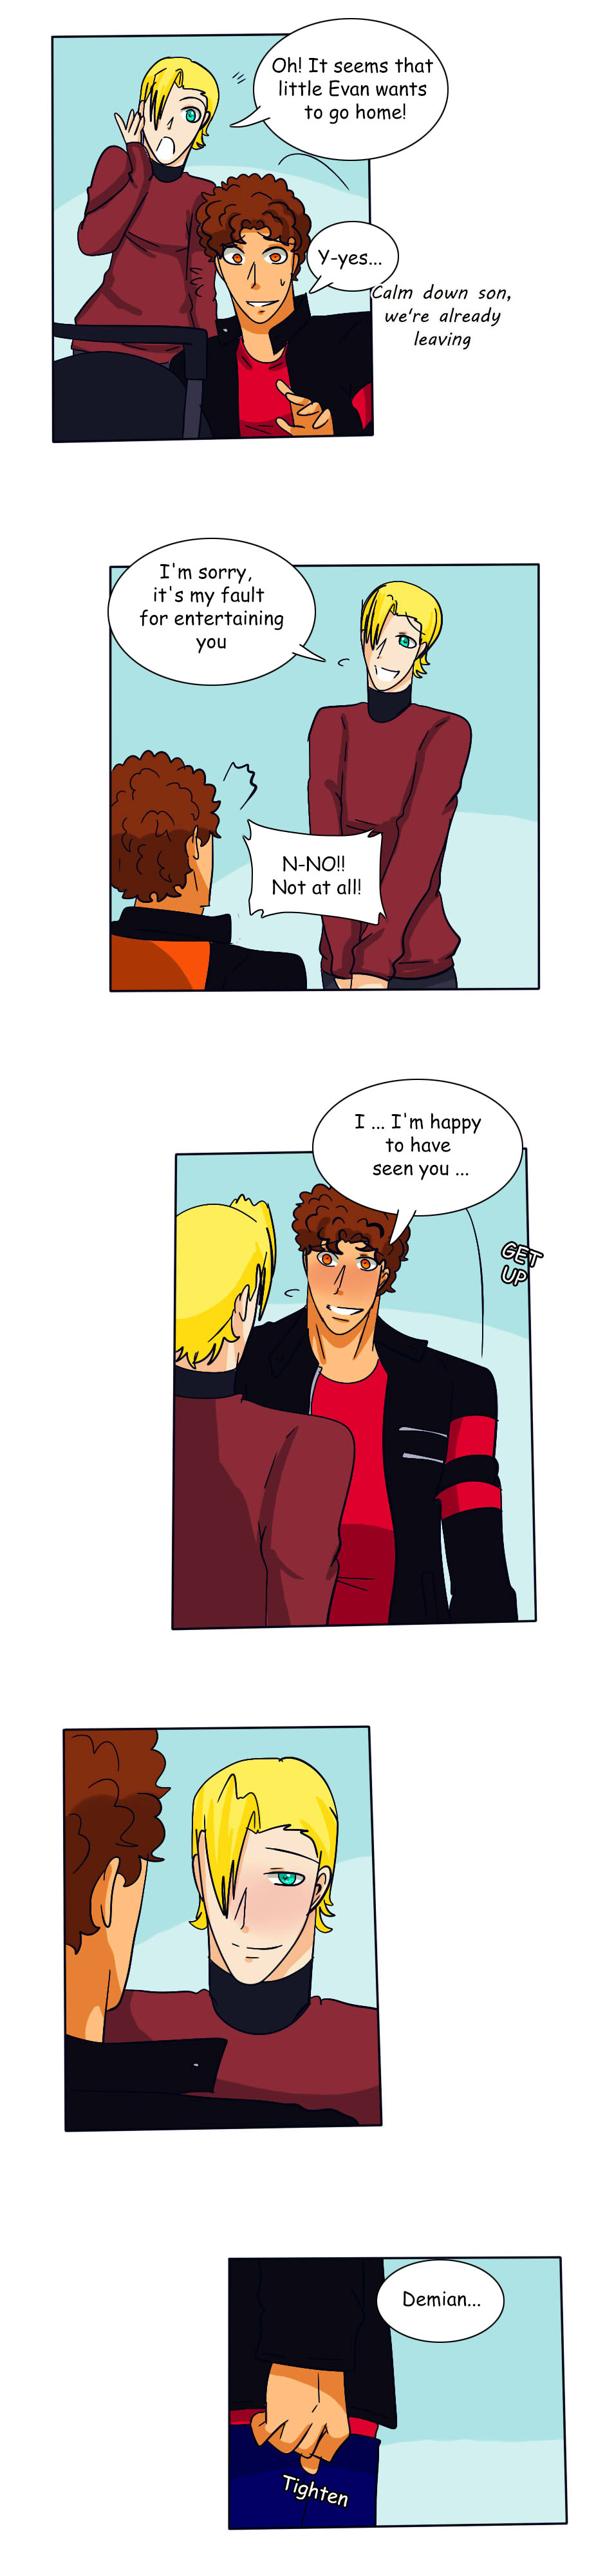 Oh! It seems that
little Evan wants
to go home!
Y-yes...
Calm down son,
we're already
leaving
I'm sorry,
it's my fault
for entertaining
you
N-NO!!
Not at all!
I ... I'm happy
to have
seen you ...
GET
UP
Demian...
Tighten